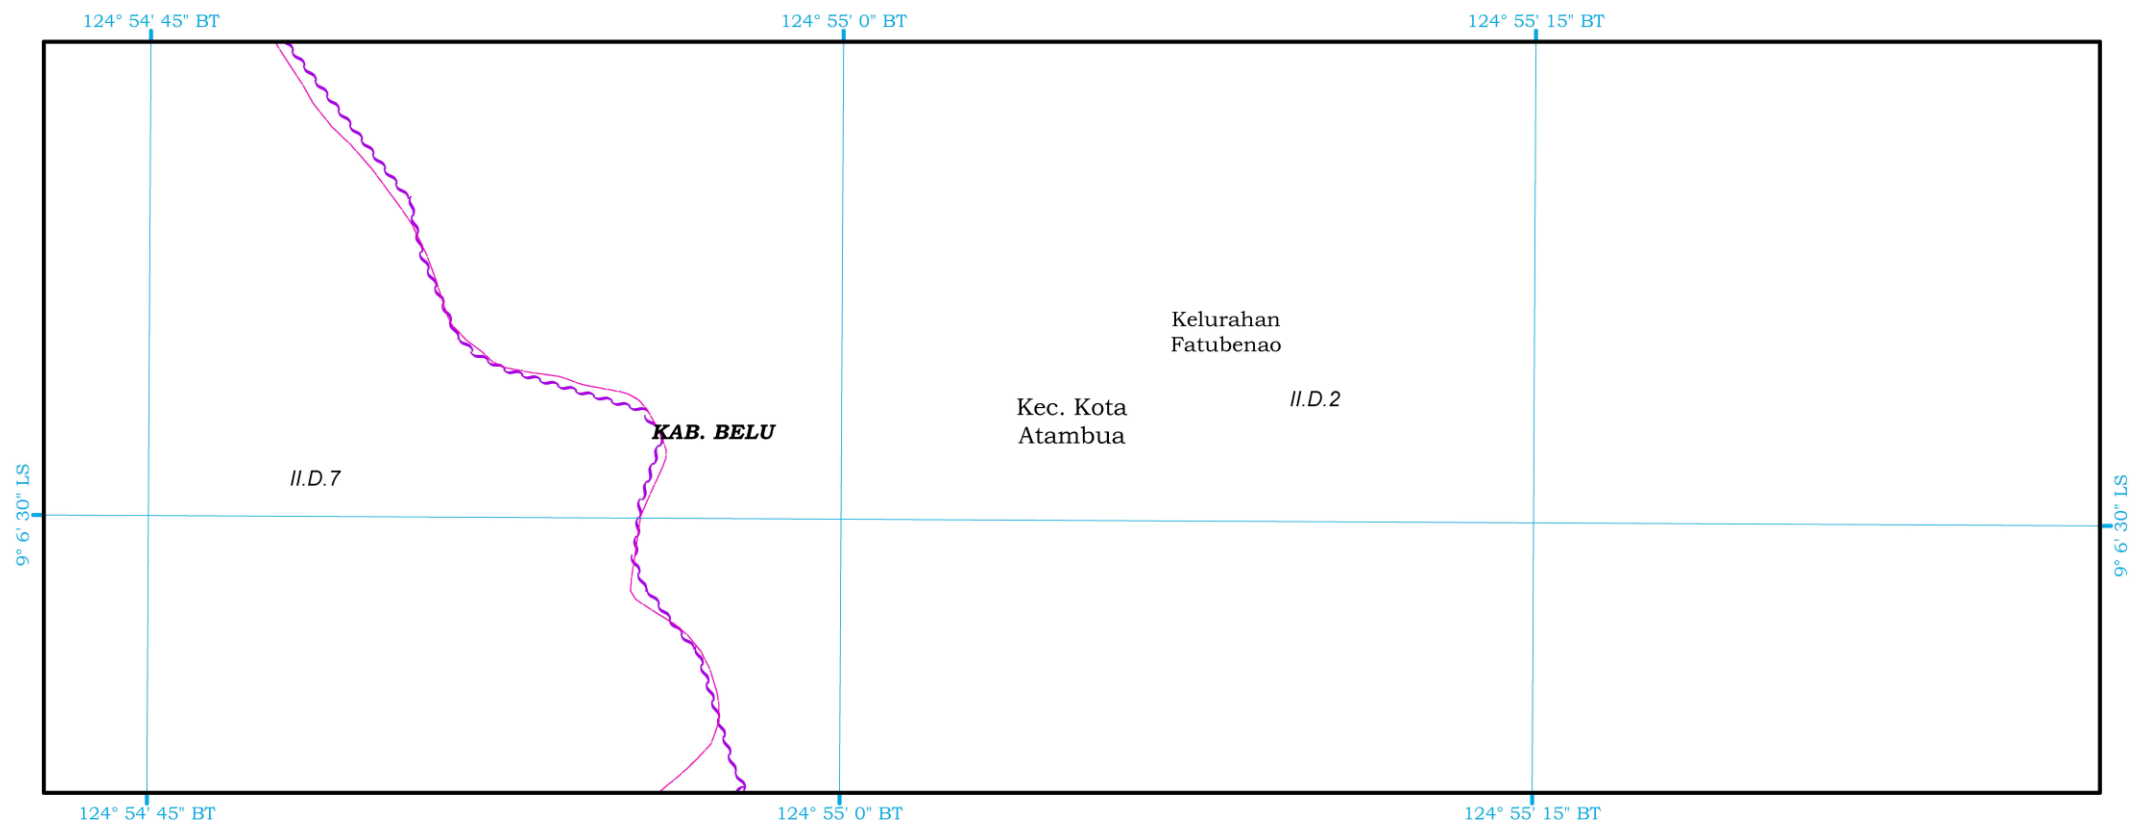 124° 54' 45" BT
124° 55' 0" BT
124° 55' 15" BT
Kelurahan
Fatubenao
II.D.2
Kec. Kota
Atambua
KAB. BELU
II.D.7
9° 6' 30" LS
9° 6' 30" LS
124° 54' 45" BT
124° 55' 0" BT
124° 55' 15" BT